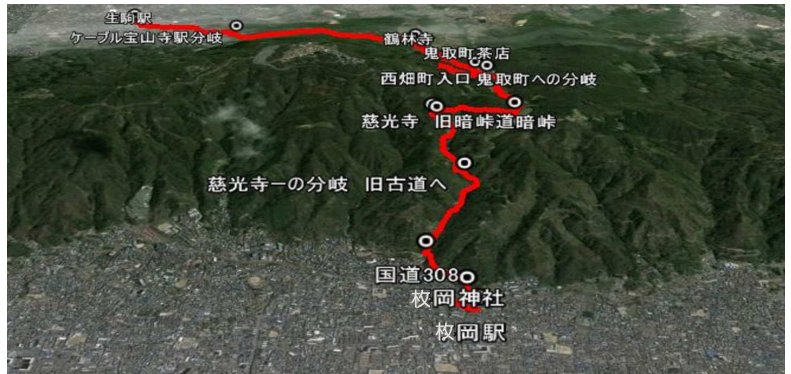 生駒駅
ケーブル宝山寺駅分岐
鶴林寺
鬼取町茶店
西畑町入口 鬼取町への分岐
慈光寺 旧暗峠道暗峠
慈光寺ーの分岐 旧古道へ
国道308
枚岡神社
枚岡駅